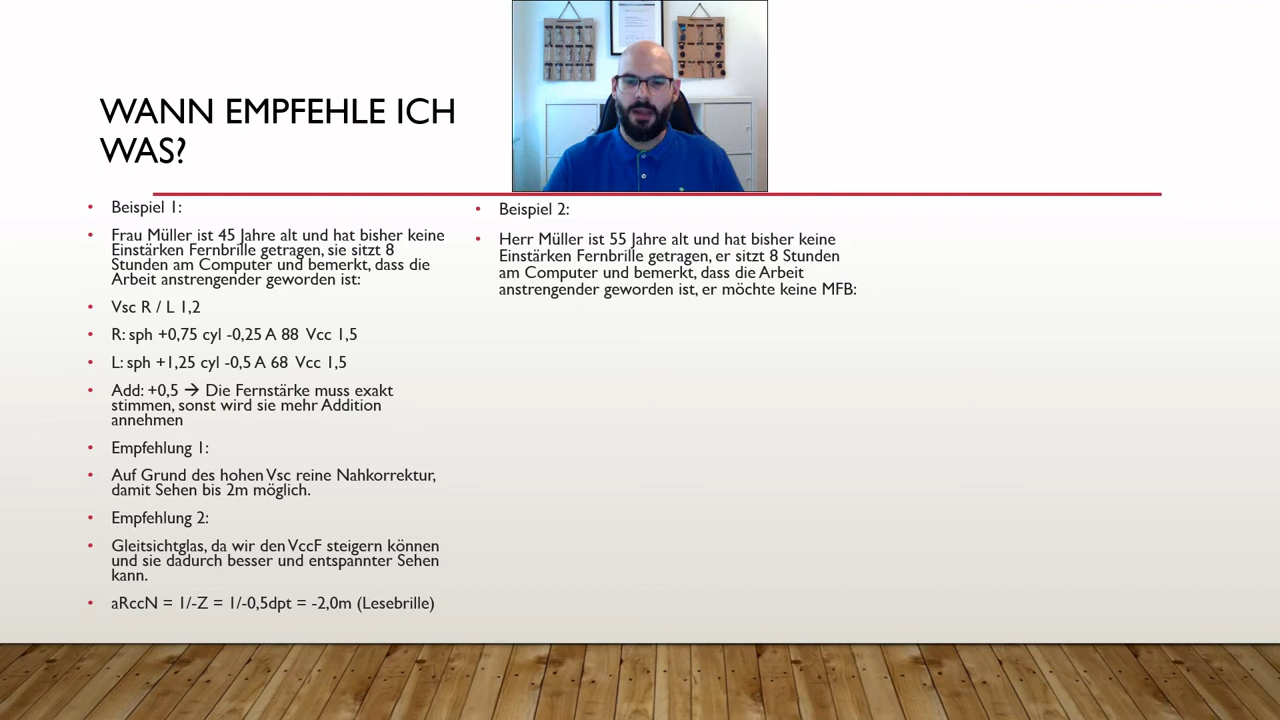 WANN EMPFEHLE ICH
WAS?
Beispiel 1:
Frau Müller ist 45 Jahre alt und hat bisher keine
Einstärken Fernbrille getragen, sie sitzt 8
Stunden am Computer und bemerkt, dass die
Arbeit anstrengender geworden ist:
Vsc R / L 1,2
R: sph +0,75 cyl -0,25 A 88 Vcc 1,5
L: sph +1,25 cyl -0,5 A 68 Vcc 1,5
Add: +0,5 → Die Fernstärke muss exakt
stimmen, sonst wird sie mehr Addition
annehmen
Empfehlung 1:
Auf Grund des hohen Vsc reine Nahkorrektur,
damit Sehen bis 2m möglich.
Empfehlung 2:
Gleitsichtglas, da wir den VccF steigern können
und sie dadurch besser und entspannter Sehen
kann.
aRccN = 1/-Z = 1/-0,5dpt = -2,0m (Lesebrille)
Beispiel 2:
Herr Müller ist 55 Jahre alt und hat bisher keine
Einstärken Fernbrille getragen, er sitzt 8 Stunden
am Computer und bemerkt, dass die Arbeit
anstrengender geworden ist, er möchte keine MFB: